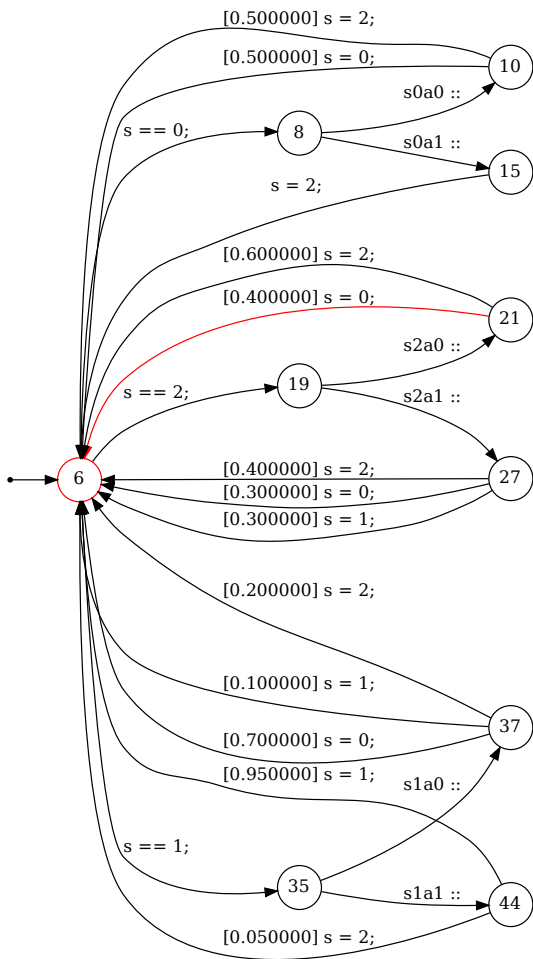 [0.500000] s = 2;
[0.500000] s = 0;
10
s0a0 ::
s == 0;
8
s0a1 ::
15
s = 2;
[0.600000] s = 2;
[0.400000] s = 0;
21
s2a0 ::
s == 2;
19
s2a1 ::
6
[0.400000] s = 2;
27
[0.300000] s = 0;
[0.300000] s = 1;
[0.200000] s = 2;
[0.100000] s = 1;
37
[0.700000] s = 0;
[0.950000] s = 1;
s1a0 ::
s == 1;
35
s1a1 ::
44
[0.050000] s = 2;